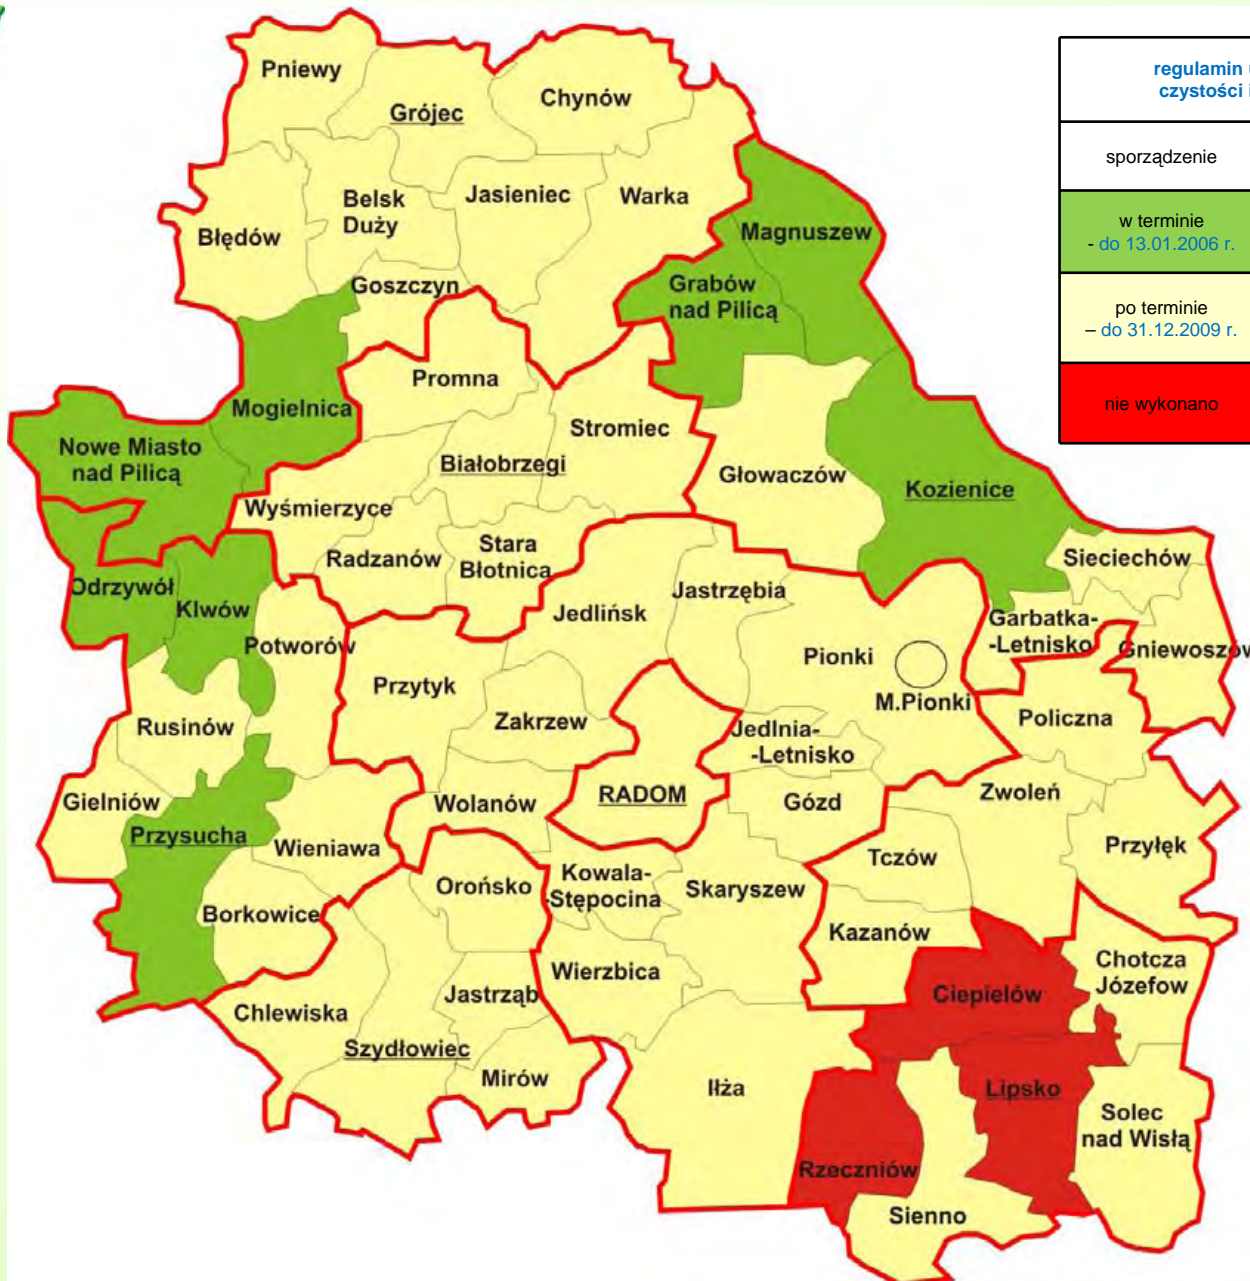 regulamin
czystości i
sporządzenie
w terminie
- do 13.01.2006 r.
po terminie
– do 31.12.2009 r.
nie wykonano
Pniewy
Grójec
Chynów
Błędów
Belsk
Duży
Jasieniec
Warka
Goszczyn
Magnuszew
Grabów
nad Pilicą
Mogielnica
Promna
Nowe Miasto
nad Pilicą
Stromiec
Białobrzegi
Głowaczów
Kozienice
Wyśmierzyce
Radzanów
Stara
Błotnica
Sieciechów
Odrzywół
Klwów
Potworów
Jedlińsk
Jastrzębia
Garbatka-
-Letnisko
Gniewoszów
Pionki
M.Pionki
Przytyk
Zakrzew
Policzna
Rusinów
Jedlnia-
-Letnisko
Gielniów
Wolanów
RADOM
Gózd
Zwoleń
Przysucha
Wieniawa
Tczów
Przyłęk
Borkowice
Orońsko
Kowala-
-Stępocina
Skaryszew
Kazanów
Wierzbica
Chotcza
Józefow
Ciepielów
Chlewiska
Jastrząb
Szydłowiec
Mirów
Iłża
Lipsko
Solec
nad Wisłą
Rzeczniów
Sienno